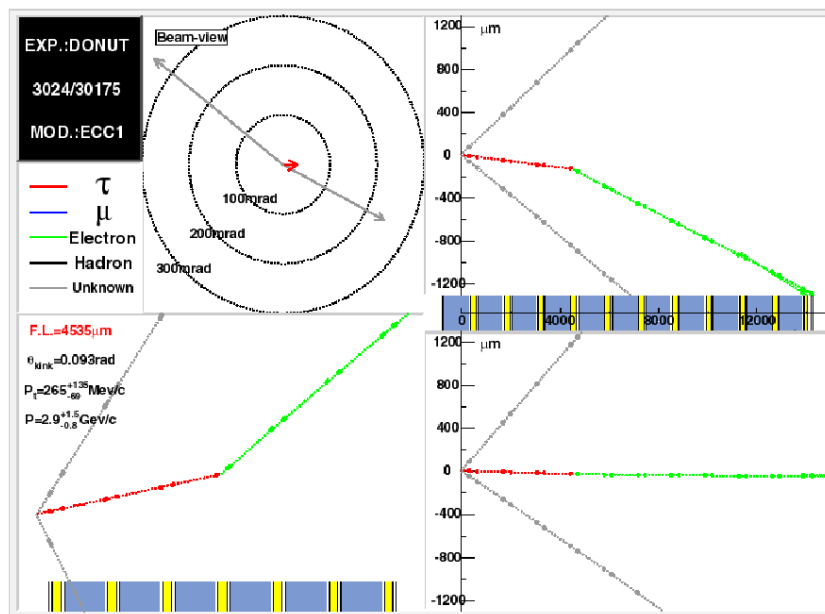 EXP.:DONUT
3024/30175
MOD.:ECC1
Beam-view
100mrad
200mrad
300mrad
τ
μ
Electron
Hadron
Unknown
F.L.=4535μm
θkink=0.093rad
Pt=265+135-69Mev/c
P=2.9+1.5-0.8Gev/c
1200
μm
800
400
0
-400
-800
-1200
0
4000
8000
12000
1200
μm
800
400
0
-400
-800
-1200